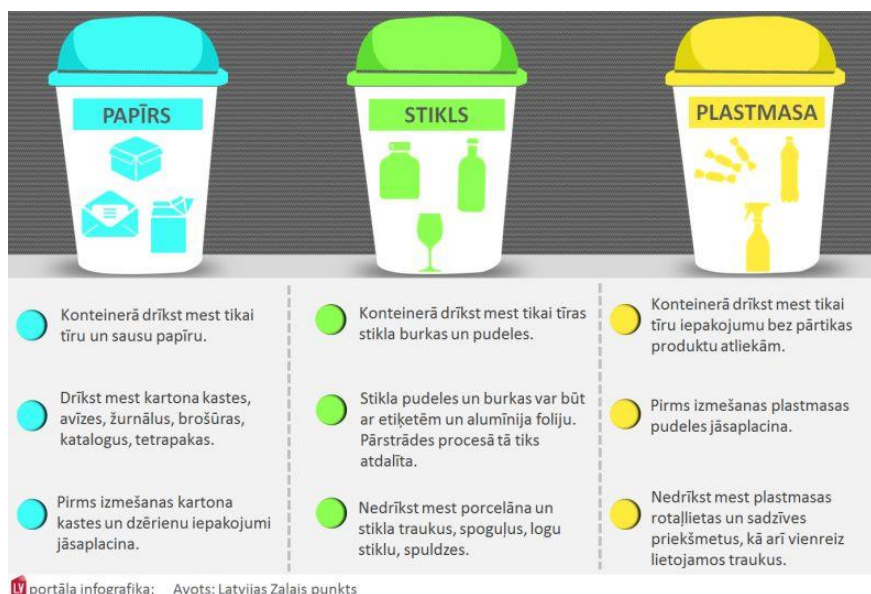 PAPĪRS
STIKLS
PLASTMASA
Konteinerā drīkst mest tikai
tīru un sausu papīru.
Drīkst mest kartona kastes,
avīzes, žurnālus, brošūras,
katalogus, tetrapakas.
Pirms izmešanas kartona
kastes un dzērienu iepakojumi
jāsaplacina.
Konteinerā drīkst mest tikai tīras
stikla burkas un pudeles.
Stikla pudeles un burkas var būt
ar etiķetēm un alumīnija foliju.
Pārstrādes procesā tā tiks
atdalīta.
Nedrīkst mest porcelāna un
stikla traukus, spoguļus, logu
stiklu, spuldzes.
Konteinerā drīkst mest tikai
tīru iepakojumu bez pārtikas
produktu atliekām.
Pirms izmešanas plastmasas
pudeles jāsaplacina.
Nedrīkst mest plastmasas
rotaļlietas un sadzīves
priekšmetus, kā arī vienreiz
lietojamos traukus.
LV portāla infografika; Avots: Latvijas Zaļais punkts